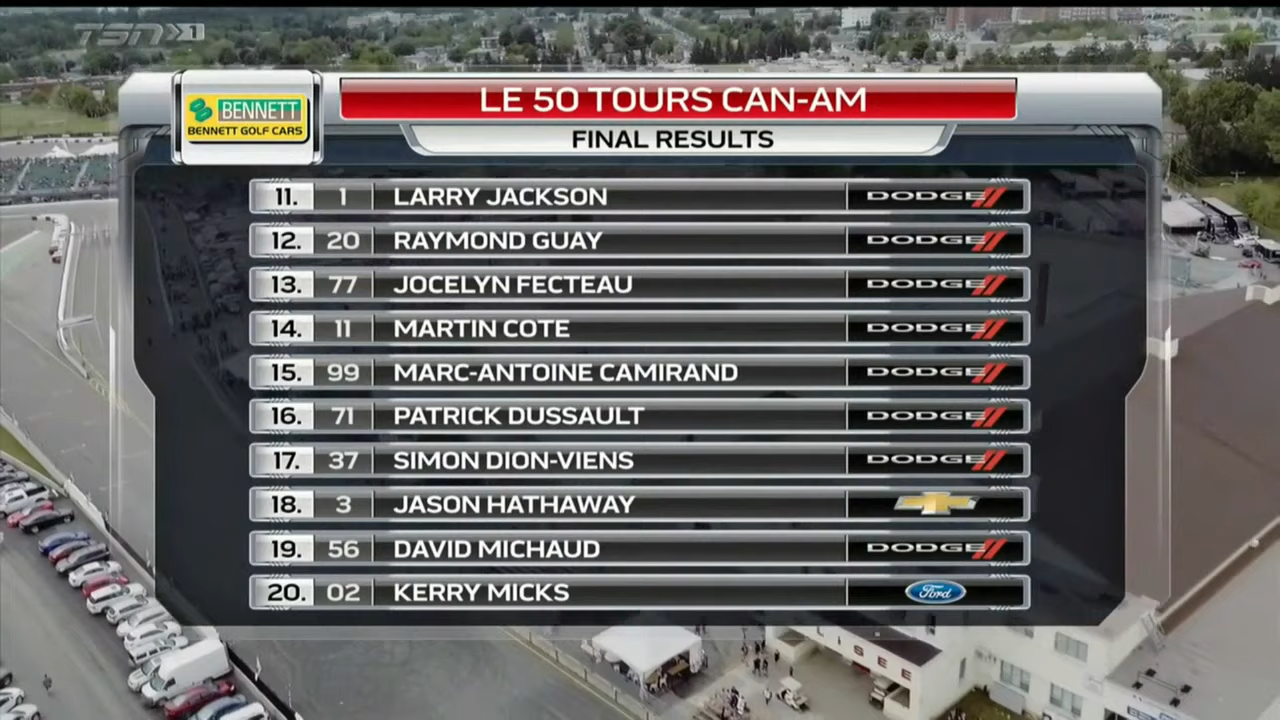 TSN 1
BENNETT
BENNETT GOLF CARS
LE 50 TOURS CAN-AM
FINAL RESULTS
11. 1 LARRY JACKSON DODGE
12. 20 RAYMOND GUAY DODGE
13. 77 JOCELYN FECTEAU DODGE
14. 11 MARTIN COTE DODGE
15. 99 MARC-ANTOINE CAMIRAND DODGE
16. 71 PATRICK DUSSAULT DODGE
17. 37 SIMON DION-VIENS DODGE
18. 3 JASON HATHAWAY
19. 56 DAVID MICHAUD DODGE
20. 02 KERRY MICKS Ford